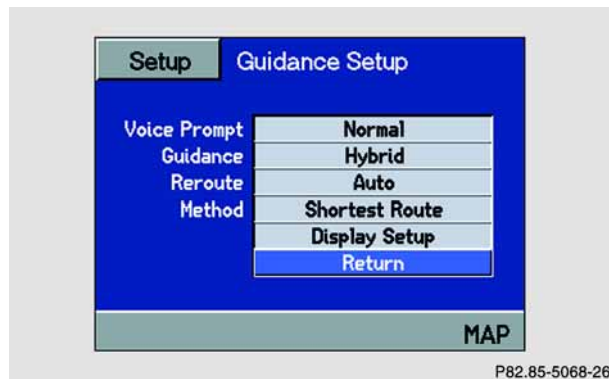 Setup Guidance Setup
Voice Prompt Normal
Guidance Hybrid
Reroute Auto
Method Shortest Route
Display Setup
Return
MAP
P82.85-5068-26